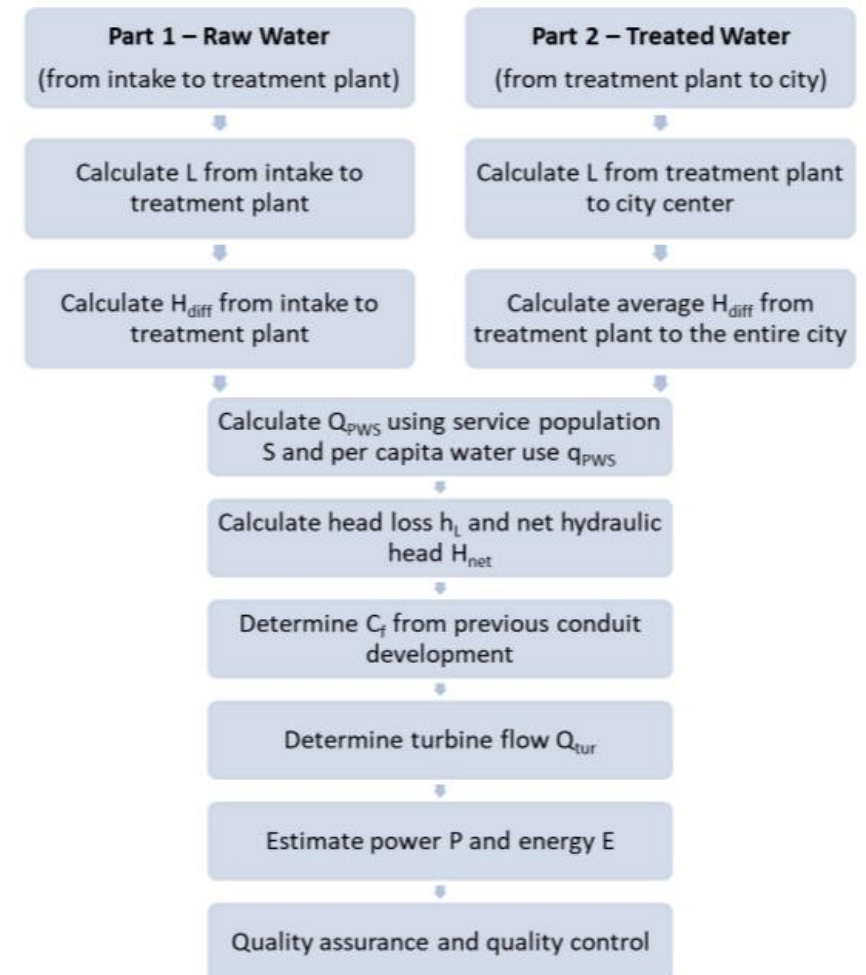 Part 1 – Raw Water
(from intake to treatment plant)
Calculate L from intake to
treatment plant
Calculate Hdiff from intake to
treatment plant
Part 2 – Treated Water
(from treatment plant to city)
Calculate L from treatment plant
to city center
Calculate average Hdiff from
treatment plant to the entire city
Calculate QPWS using service population
S and per capita water use qPWS
Calculate head loss hL and net hydraulic
head Hnet
Determine Cf from previous conduit
development
Determine turbine flow Qtur
Estimate power P and energy E
Quality assurance and quality control